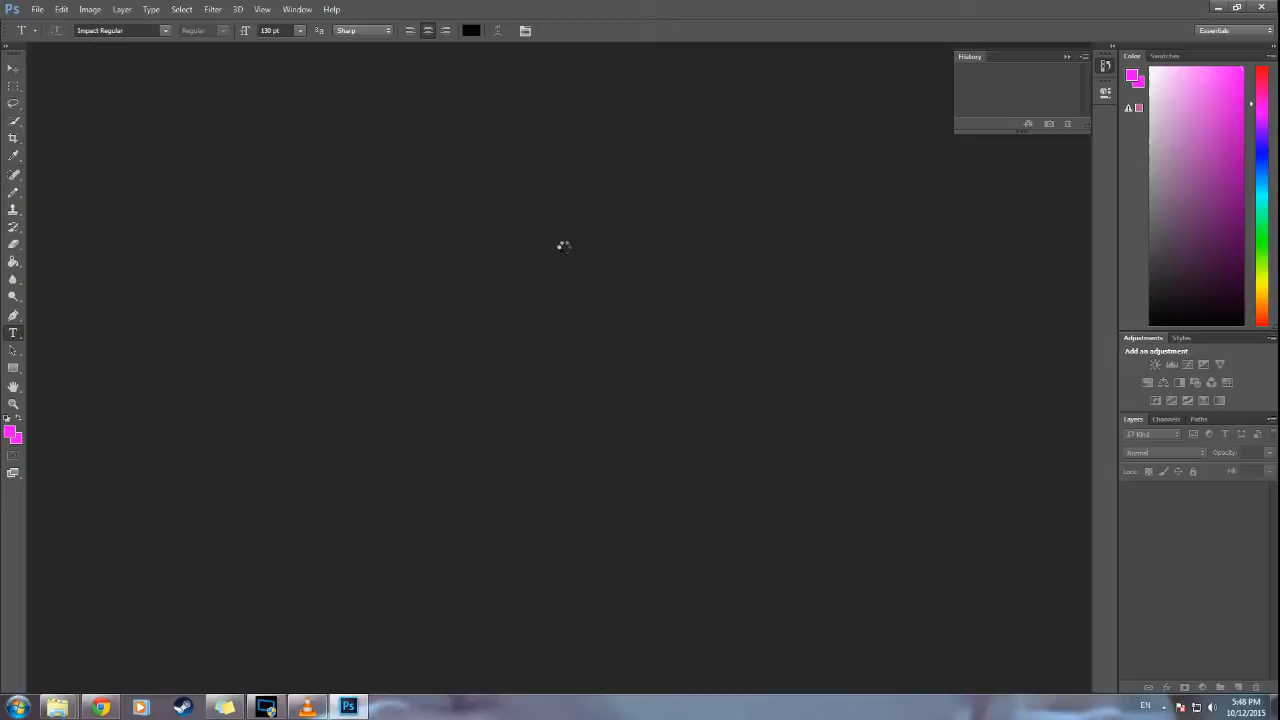 Ps File Edit Image Layer Type Select Filter 3D View Window Help
T Impact Regular Regular T 130 pt aa Sharp Essentials
History
Color Swatches
T
Adjustments Styles
Add an adjustment
Layers Channels Paths
Kind T
Normal Opacity:
Lock: Fill:
Ps EN 5:48 PM
10/12/2015